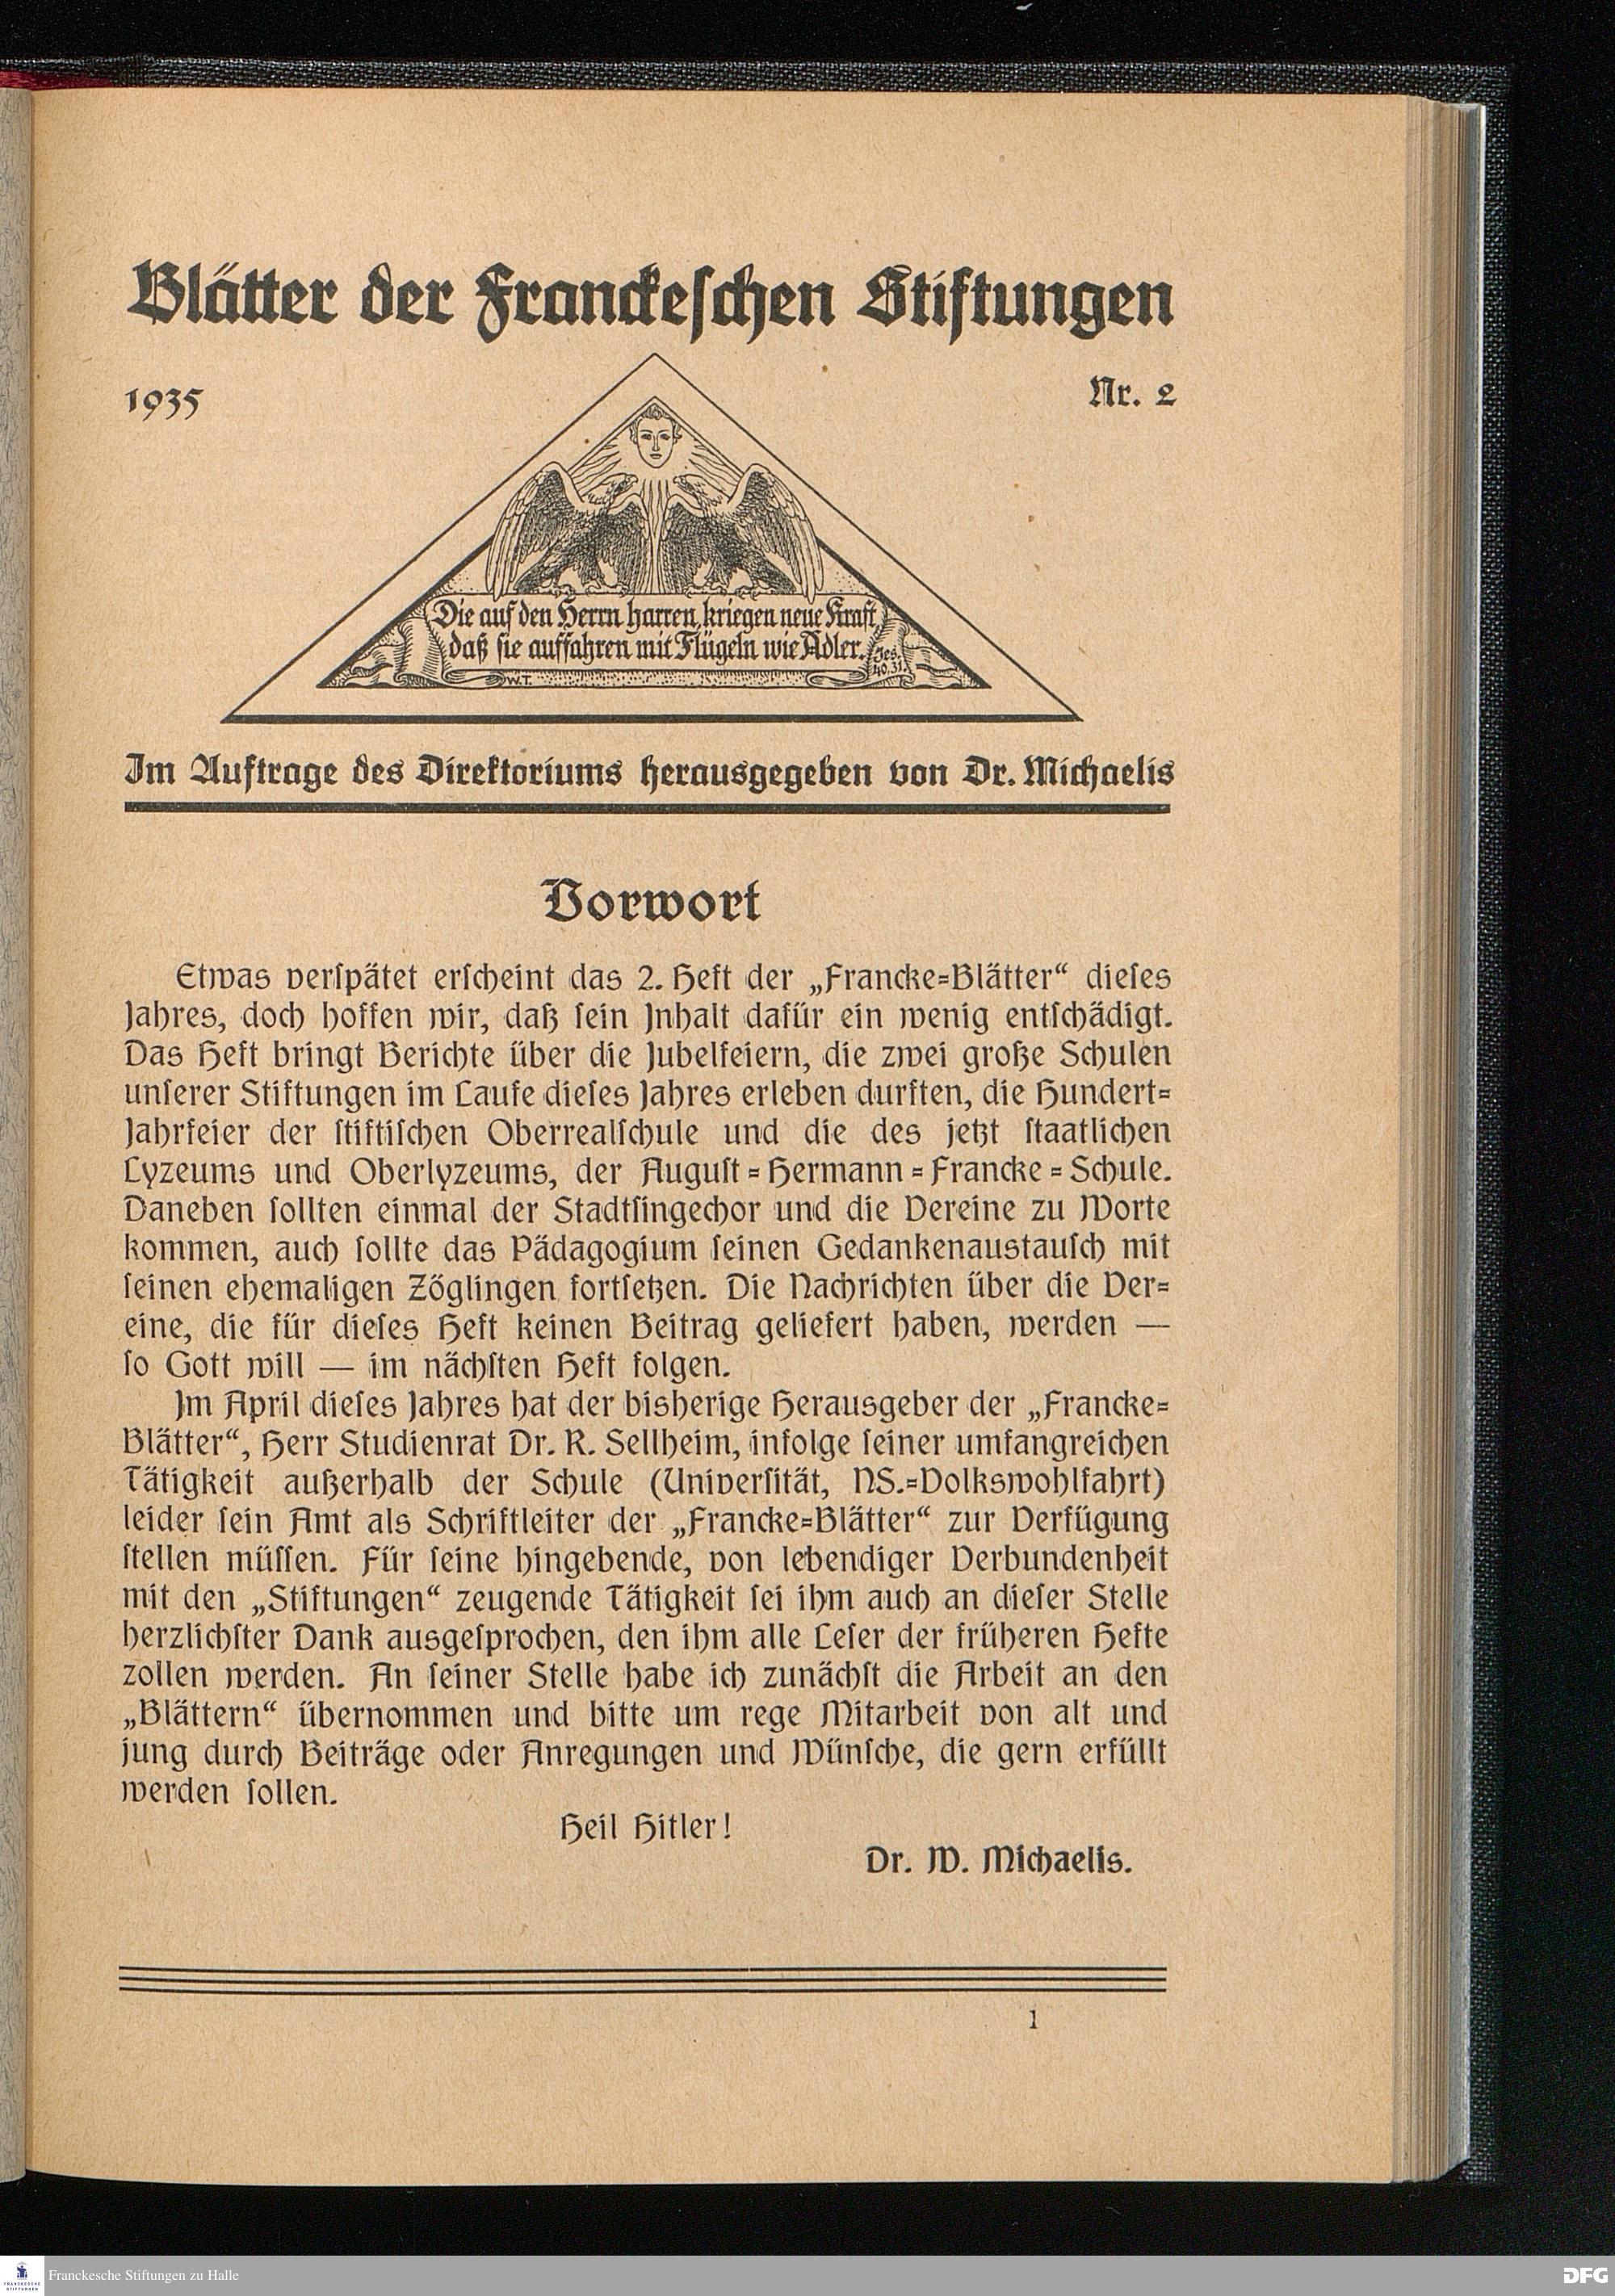 Blätter der Franckeschen Stiftungen
1935
Nr. 2
Die auf den Herrn harren, kriegen neue Kraft,
daß sie auffahren mit Flügeln wie Adler.
Jes.
40.31.
W.T.
Im Auftrage des Direktoriums herausgegeben von Dr. Michaelis
Vorwort
Etwas verspätet erscheint das 2. Heft der „Francke-Blätter“ dieses
Jahres, doch hoffen wir, daß sein Inhalt dafür ein wenig entschädigt.
Das Heft bringt Berichte über die Jubelfeiern, die zwei große Schulen
unserer Stiftungen im Laufe dieses Jahres erleben durften, die Hundert-
Jahrfeier der stiftischen Oberrealschule und die des jetzt staatlichen
Lyzeums und Oberlyzeums, der August-Hermann-Francke-Schule.
Daneben sollten einmal der Stadtsingechor und die Vereine zu Worte
kommen, auch sollte das Pädagogium seinen Gedankenaustausch mit
seinen ehemaligen Zöglingen fortsetzen. Die Nachrichten über die Ver-
eine, die für dieses Heft keinen Beitrag geliefert haben, werden —
so Gott will — im nächsten Heft folgen.
Im April dieses Jahres hat der bisherige Herausgeber der „Francke-
Blätter“, Herr Studienrat Dr. R. Sellheim, infolge seiner umfangreichen
Tätigkeit außerhalb der Schule (Universität, NS.-Volkswohlfahrt)
leider sein Amt als Schriftleiter der „Francke-Blätter“ zur Verfügung
stellen müssen. Für seine hingebende, von lebendiger Verbundenheit
mit den „Stiftungen“ zeugende Tätigkeit sei ihm auch an dieser Stelle
herzlichster Dank ausgesprochen, den ihm alle Leser der früheren Hefte
zollen werden. An seiner Stelle habe ich zunächst die Arbeit an den
„Blättern“ übernommen und bitte um rege Mitarbeit von alt und
jung durch Beiträge oder Anregungen und Wünsche, die gern erfüllt
werden sollen.
Heil Hitler!
Dr. W. Michaelis.
1
FRANCKESCHE
STIFTUNGEN
Franckesche Stiftungen zu Halle
DFG